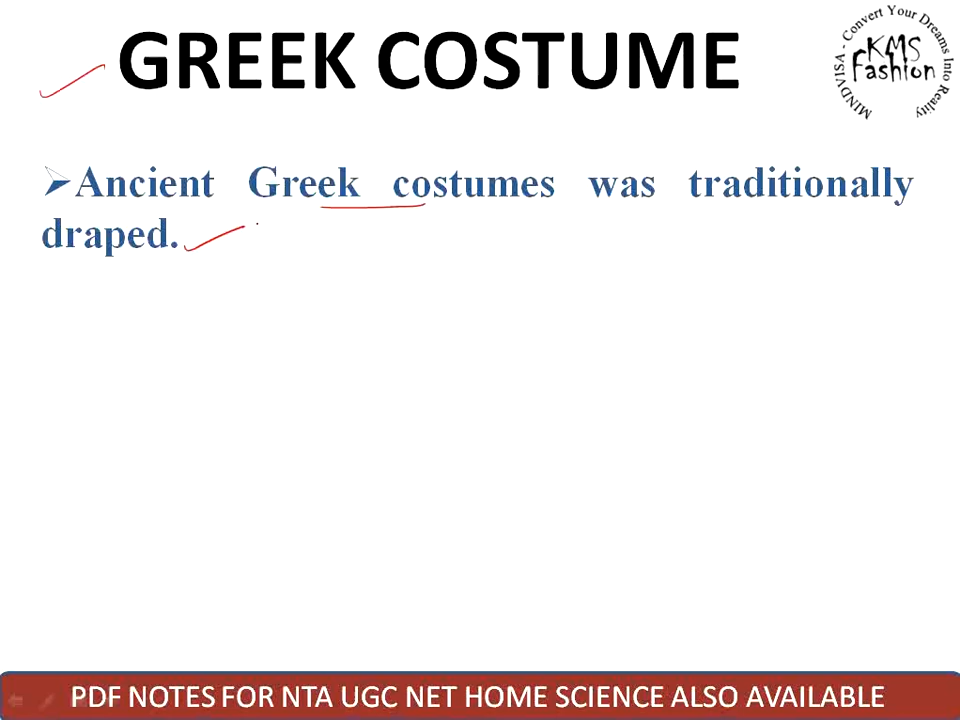 GREEK COSTUME
MINDVISA - Convert Your Dreams Into Reality
KMS
Fashion
➢Ancient Greek costumes was traditionally
draped.
PDF NOTES FOR NTA UGC NET HOME SCIENCE ALSO AVAILABLE